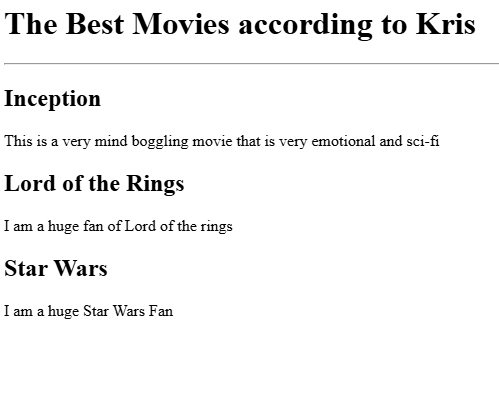 The Best Movies according to Kris
Inception
This is a very mind boggling movie that is very emotional and sci-fi
Lord of the Rings
I am a huge fan of Lord of the rings
Star Wars
I am a huge Star Wars Fan